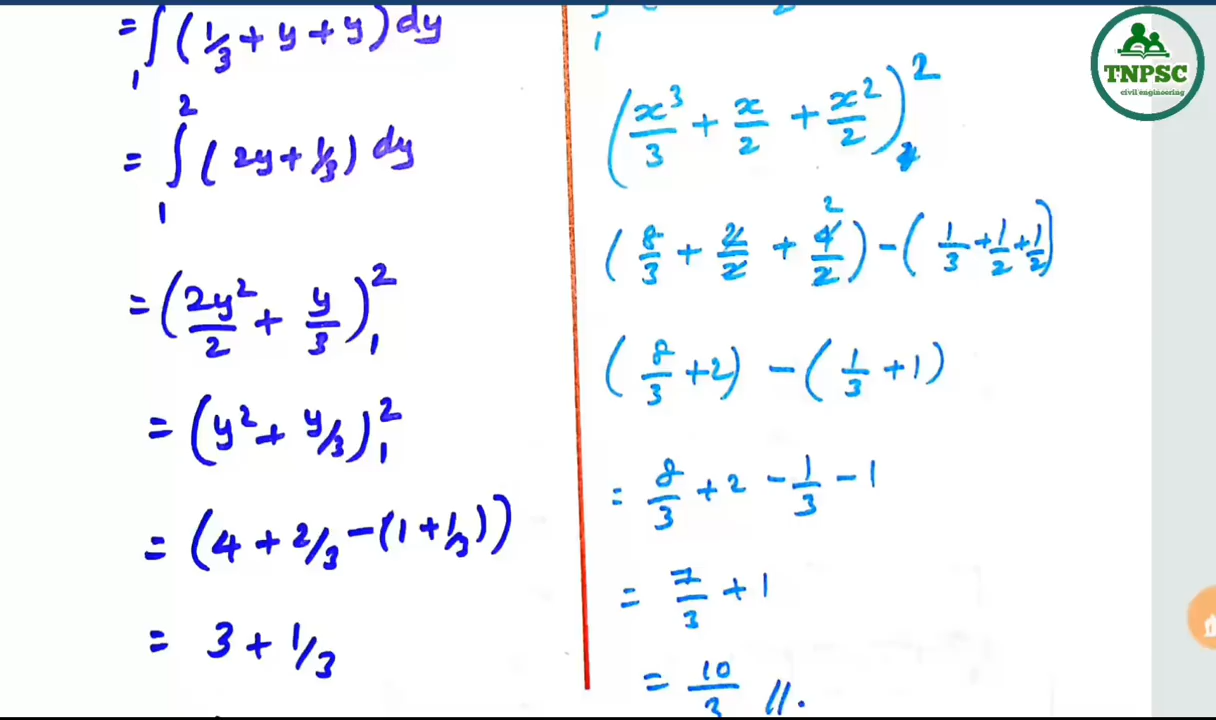 = ∫₁ (1/3 + y + y) dy
= ∫₁² (2y + 1/3) dy
= (2y²/2 + y/3)₁²
= (y² + y/3)₁²
= (4 + 2/3 - (1 + 1/3))
= 3 + 1/3
1
(x³/3 + x/2 + x²/2)²
(8/3 + 2/2 + 4/2) - (1/3 + 1/2 + 1/2)
2
(8/3 + 2) - (1/3 + 1)
= 8/3 + 2 - 1/3 - 1
= 7/3 + 1
= 10/3 //.
TNPSC
civil engineering